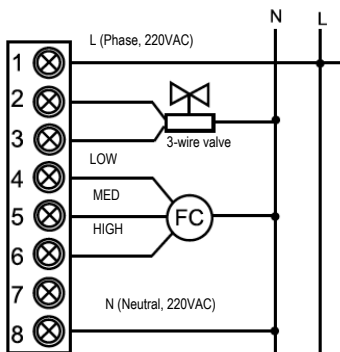 N L
L (Phase, 220VAC)
1
2
3
3-wire valve
LOW
4
MED
5
FC
HIGH
6
7
N (Neutral, 220VAC)
8